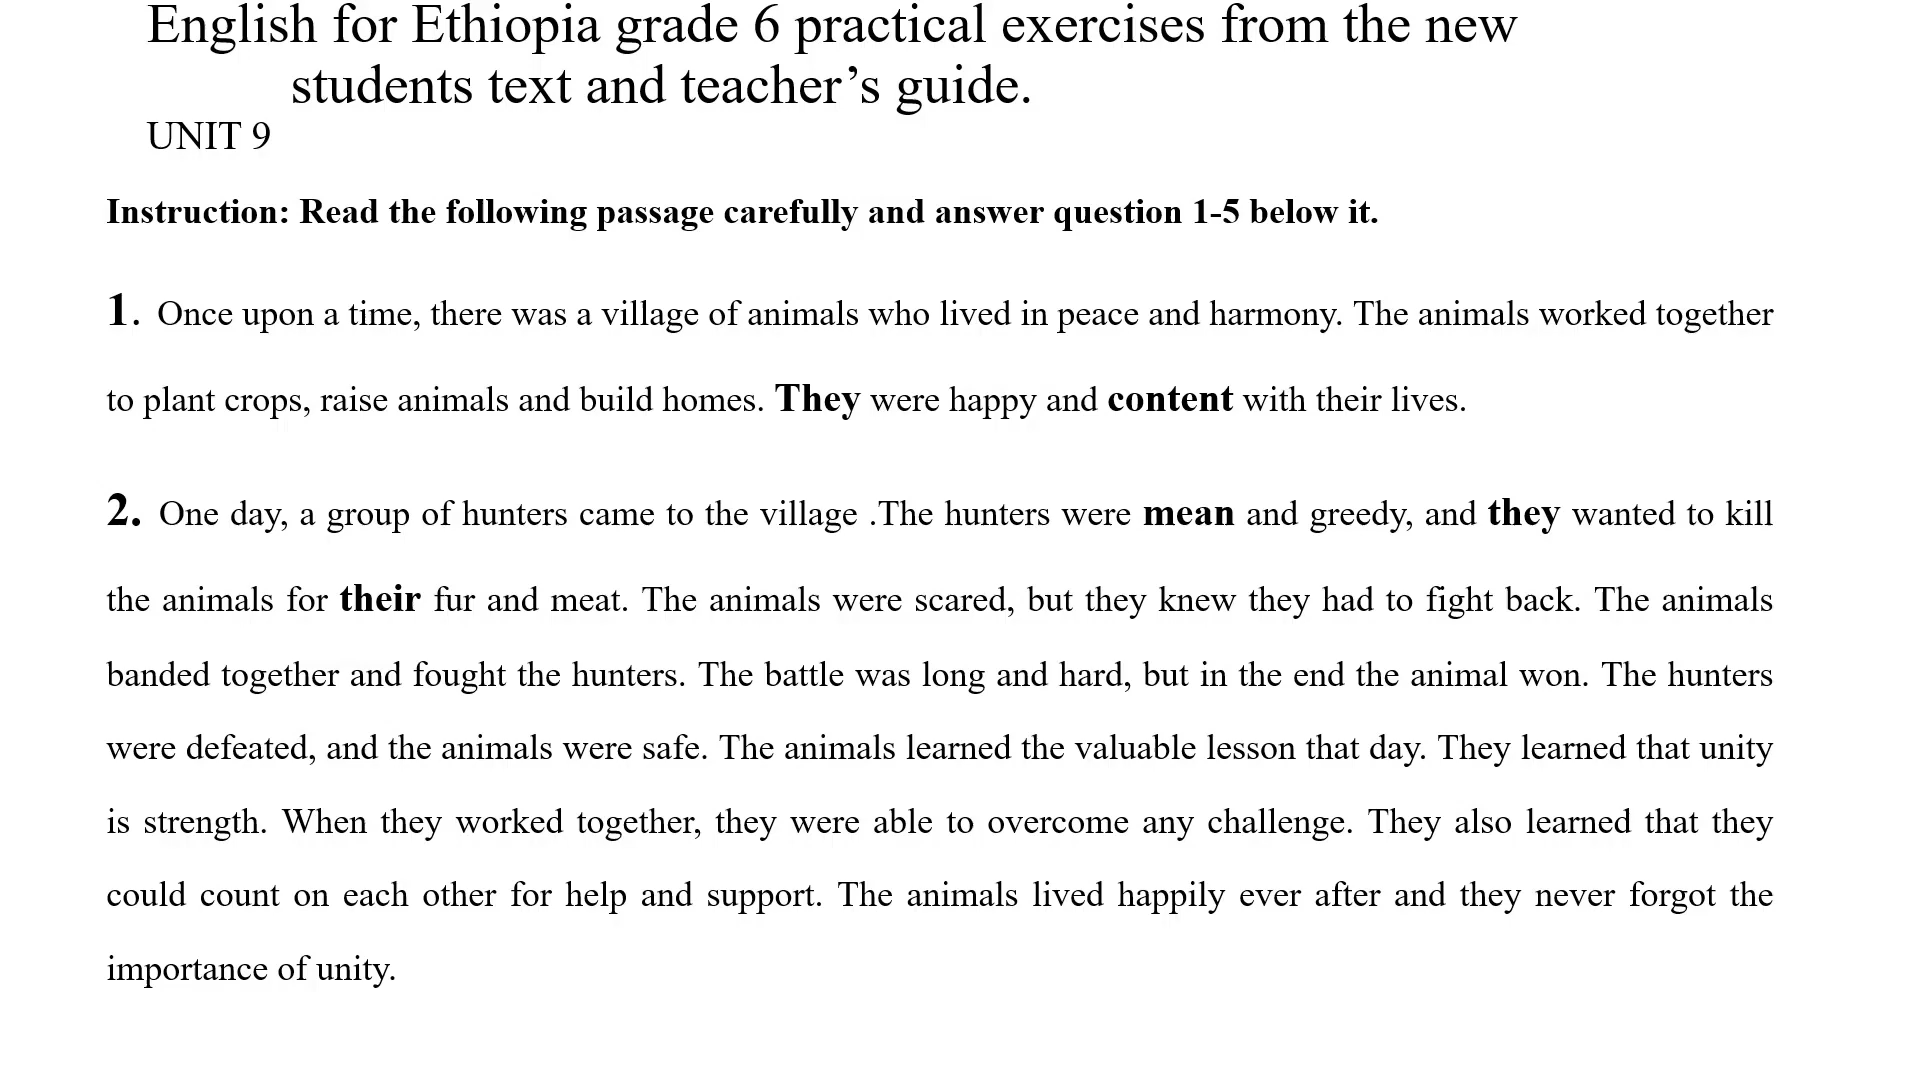 English for Ethiopia grade 6 practical exercises from the new
students text and teacher’s guide.
UNIT 9
Instruction: Read the following passage carefully and answer question 1-5 below it.
1. Once upon a time, there was a village of animals who lived in peace and harmony. The animals worked together
to plant crops, raise animals and build homes. They were happy and content with their lives.
2. One day, a group of hunters came to the village .The hunters were mean and greedy, and they wanted to kill
the animals for their fur and meat. The animals were scared, but they knew they had to fight back. The animals
banded together and fought the hunters. The battle was long and hard, but in the end the animal won. The hunters
were defeated, and the animals were safe. The animals learned the valuable lesson that day. They learned that unity
is strength. When they worked together, they were able to overcome any challenge. They also learned that they
could count on each other for help and support. The animals lived happily ever after and they never forgot the
importance of unity.